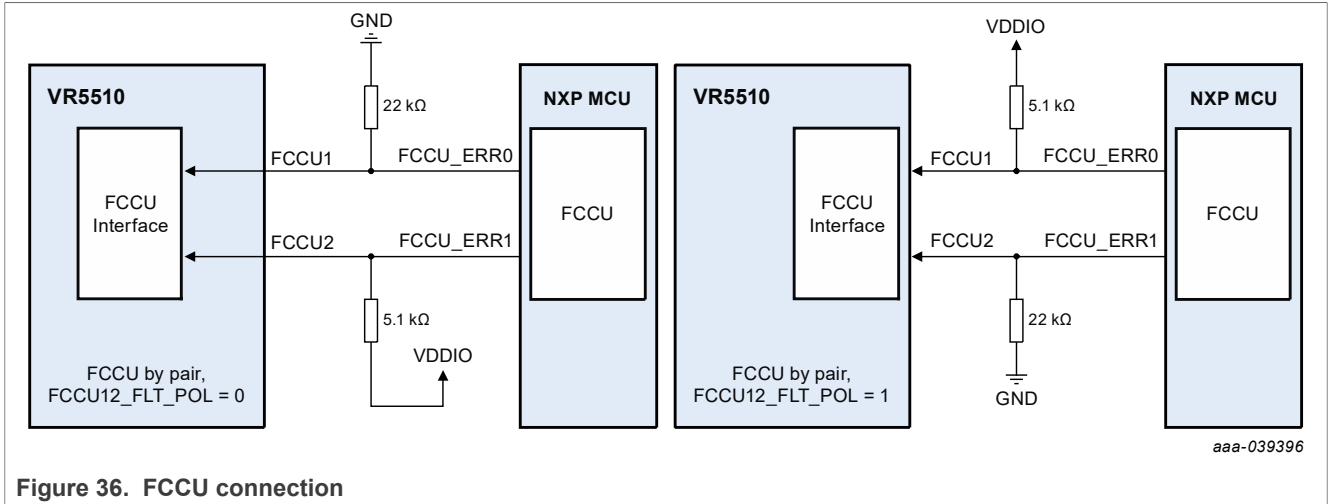 GND
22 kΩ
VR5510
NXP MCU
FCCU1
FCCU_ERR0
FCCU
Interface
FCCU
FCCU2
FCCU_ERR1
5.1 kΩ
VDDIO
FCCU by pair,
FCCU12_FLT_POL = 0
VDDIO
5.1 kΩ
VR5510
NXP MCU
FCCU1
FCCU_ERR0
FCCU
Interface
FCCU
FCCU2
FCCU_ERR1
22 kΩ
GND
FCCU by pair,
FCCU12_FLT_POL = 1
aaa-039396
Figure 36. FCCU connection